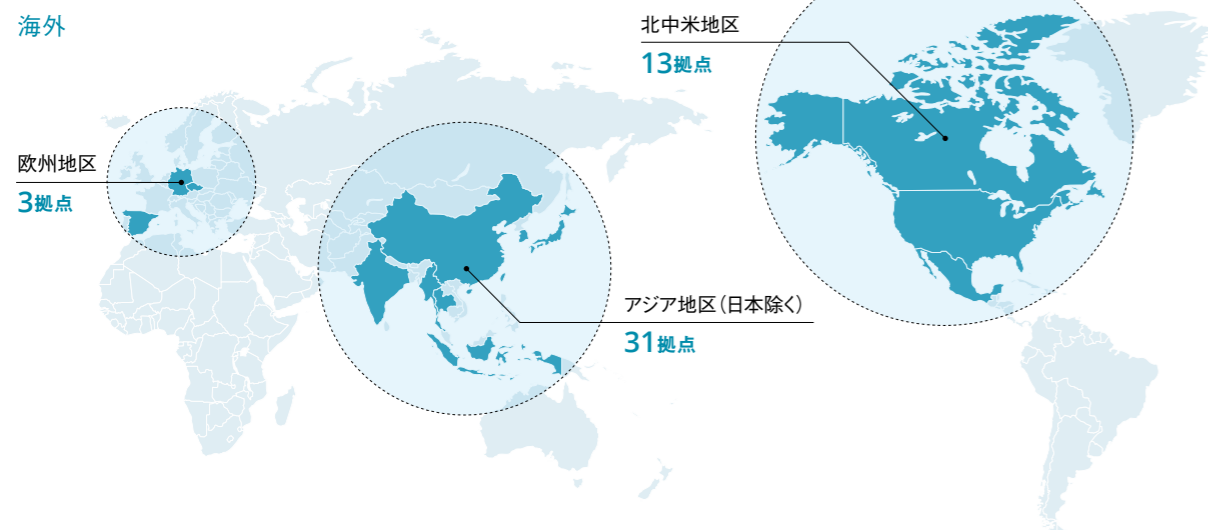 海外
北中米地区
13拠点
欧州地区
3拠点
アジア地区（日本除く）
31拠点